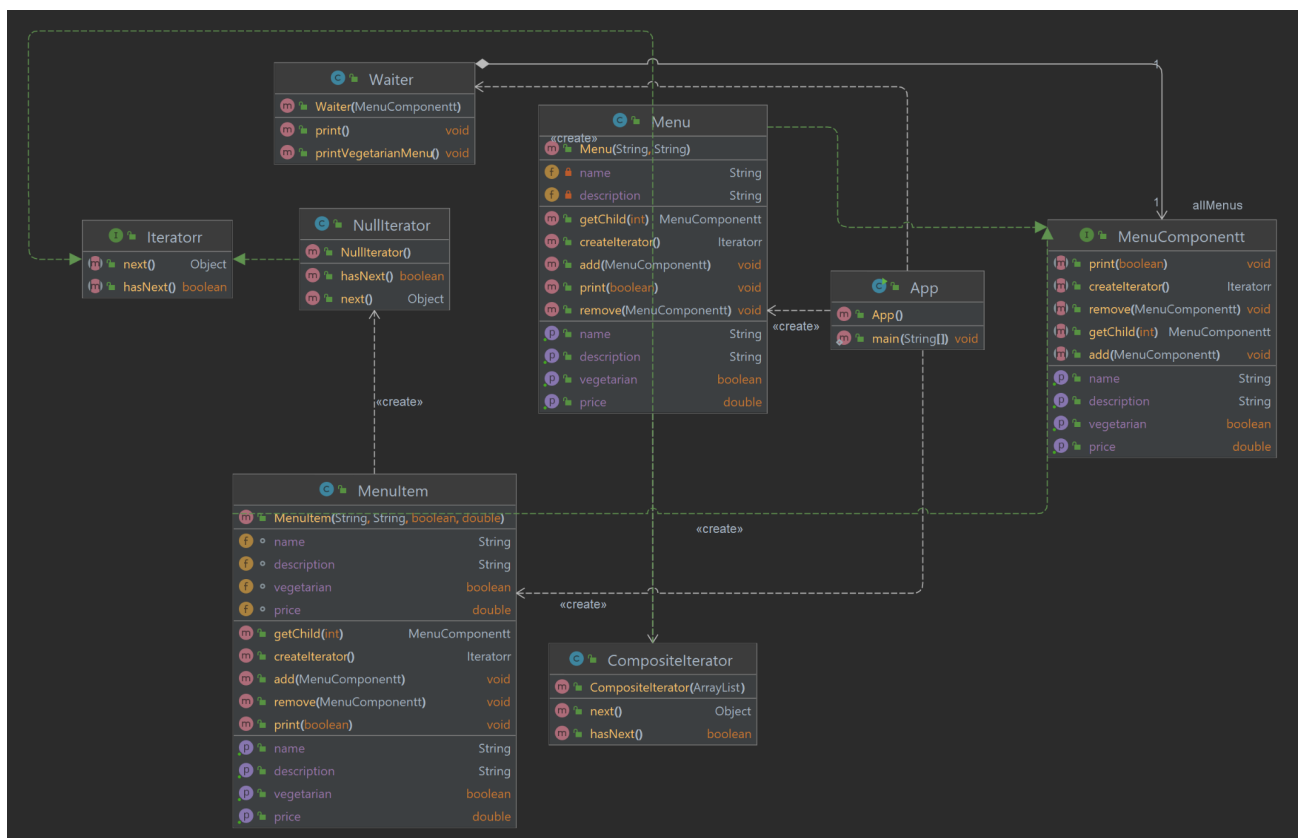 Waiter
Waiter(MenuComponentt)
print() void
printVegetarianMenu() void
1
Menu
«create»
Menu(String, String)
name String
description String
getChild(int) MenuComponentt
createIterator() Iteratorr
add(MenuComponentt) void
print(boolean) void
remove(MenuComponentt) void
name String
description String
vegetarian boolean
price double
Iteratorr
next() Object
hasNext() boolean
NullIterator
NullIterator()
hasNext() boolean
next() Object
1
allMenus
MenuComponentt
print(boolean) void
createIterator() Iteratorr
remove(MenuComponentt) void
getChild(int) MenuComponentt
add(MenuComponentt) void
name String
description String
vegetarian boolean
price double
App
App()
main(String[]) void
«create»
«create»
MenuItem
MenuItem(String, String, boolean, double)
name String
description String
vegetarian boolean
price double
getChild(int) MenuComponentt
createIterator() Iteratorr
add(MenuComponentt) void
remove(MenuComponentt) void
print(boolean) void
name String
description String
vegetarian boolean
price double
«create»
«create»
CompositeIterator
CompositeIterator(ArrayList)
next() Object
hasNext() boolean